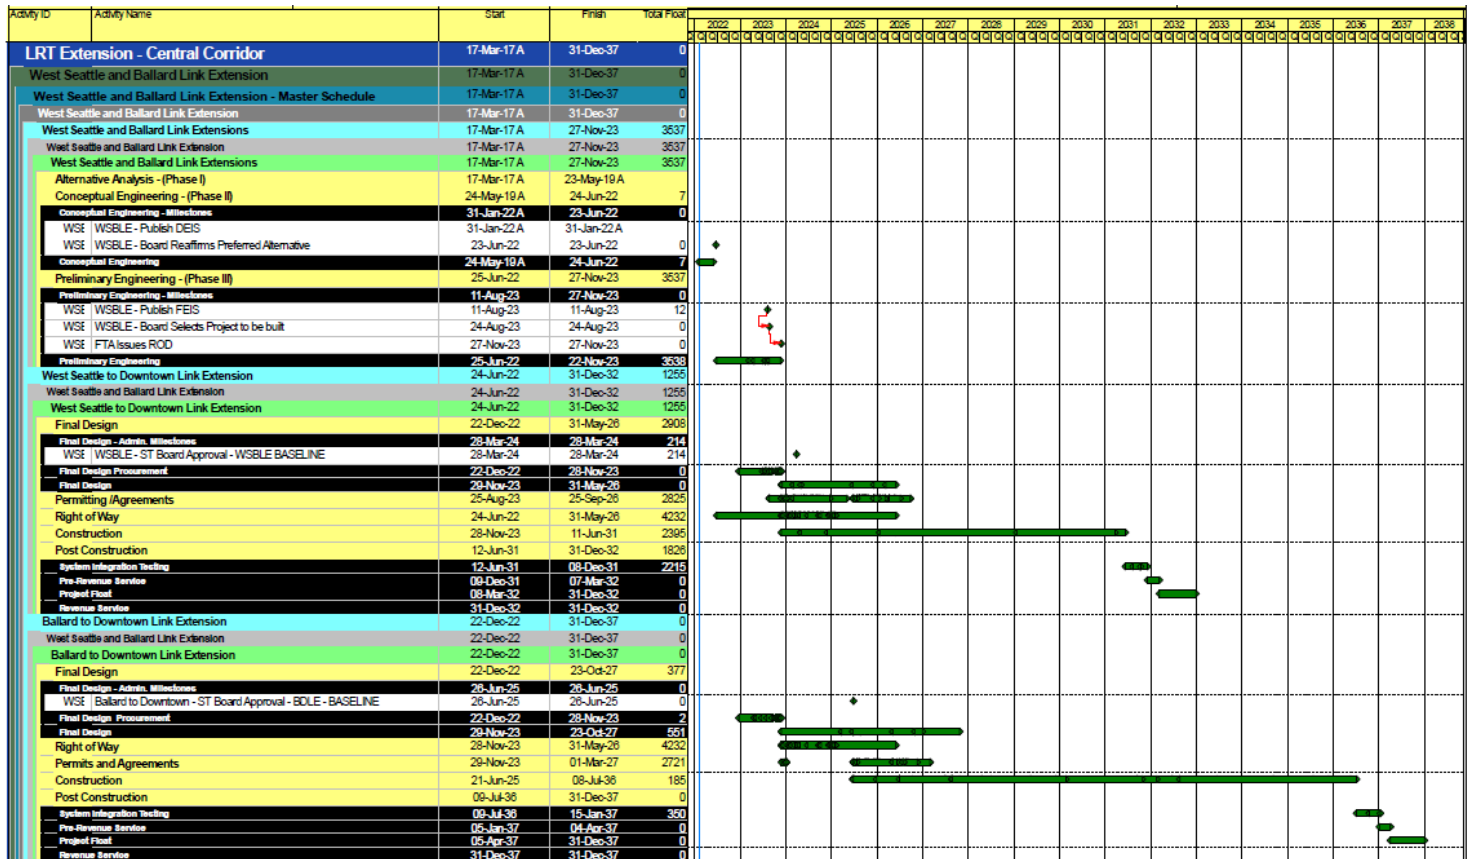 Activity ID Activity Name Start Finish Total Float
2022 2023 2024 2025 2026 2027 2028 2029 2030 2031 2032 2033 2034 2035 2036 2037 2038
LRT Extension - Central Corridor 17-Mar-17 A 31-Dec-37 0
West Seattle and Ballard Link Extension 17-Mar-17 A 31-Dec-37 0
West Seattle and Ballard Link Extension - Master Schedule 17-Mar-17 A 31-Dec-37 0
West Seattle and Ballard Link Extension 17-Mar-17 A 31-Dec-37 0
West Seattle and Ballard Link Extensions 17-Mar-17 A 27-Nov-23 3537
West Seattle and Ballard Link Extension 17-Mar-17 A 27-Nov-23 3537
West Seattle and Ballard Link Extensions 17-Mar-17 A 27-Nov-23 3537
Alternative Analysis - (Phase I) 17-Mar-17 A 23-May-19 A
Conceptual Engineering - (Phase II) 24-May-19 A 24-Jun-22 7
Conceptual Engineering - Milestones 31-Jan-22 A 23-Jun-22 0
WSE WSBLE - Publish DEIS 31-Jan-22 A 31-Jan-22 A
WSE WSBLE - Board Reaffirms Preferred Alternative 23-Jun-22 23-Jun-22 0
Conceptual Engineering 24-May-19 A 24-Jun-22 7
Preliminary Engineering - (Phase III) 25-Jun-22 27-Nov-23 3537
Preliminary Engineering - Milestones 11-Aug-23 27-Nov-23 0
WSE WSBLE - Publish FEIS 11-Aug-23 11-Aug-23 12
WSE WSBLE - Board Selects Project to be built 24-Aug-23 24-Aug-23 0
WSE FTA Issues ROD 27-Nov-23 27-Nov-23 0
Preliminary Engineering 25-Jun-22 22-Nov-23 3538
West Seattle to Downtown Link Extension 24-Jun-22 31-Dec-32 1255
West Seattle and Ballard Link Extension 24-Jun-22 31-Dec-32 1255
West Seattle to Downtown Link Extension 24-Jun-22 31-Dec-32 1255
Final Design 22-Dec-22 31-May-26 2908
Final Design - Admin. Milestones 28-Mar-24 28-Mar-24 214
WSE WSBLE - ST Board Approval - WSBLE BASELINE 28-Mar-24 28-Mar-24 214
Final Design Procurement 22-Dec-22 28-Nov-23 0
Final Design 29-Nov-23 31-May-26 0
Permitting /Agreements 25-Aug-23 25-Sep-26 2825
Right of Way 24-Jun-22 31-May-26 4232
Construction 28-Nov-23 11-Jun-31 2395
Post Construction 12-Jun-31 31-Dec-32 1826
System Integration Testing 12-Jun-31 08-Dec-31 2215
Pre-Revenue Service 09-Dec-31 07-Mar-32 0
Project Float 08-Mar-32 31-Dec-32 0
Revenue Service 31-Dec-32 31-Dec-32 0
Ballard to Downtown Link Extension 22-Dec-22 31-Dec-37 0
West Seattle and Ballard Link Extension 22-Dec-22 31-Dec-37 0
Ballard to Downtown Link Extension 22-Dec-22 31-Dec-37 0
Final Design 22-Dec-22 23-Oct-27 377
Final Design - Admin. Milestones 26-Jun-25 26-Jun-25 0
WSE Ballard to Downtown - ST Board Approval - BDLE - BASELINE 26-Jun-25 26-Jun-25 0
Final Design Procurement 22-Dec-22 28-Nov-23 2
Final Design 29-Nov-23 23-Oct-27 551
Right of Way 28-Nov-23 31-May-26 4232
Permits and Agreements 29-Nov-23 01-Mar-27 2721
Construction 21-Jun-25 08-Jul-36 185
Post Construction 09-Jul-36 31-Dec-37 0
System Integration Testing 09-Jul-36 15-Jan-37 350
Pre-Revenue Service 05-Jan-37 04-Apr-37 0
Project Float 05-Apr-37 31-Dec-37 0
Revenue Service 31-Dec-37 31-Dec-37 0